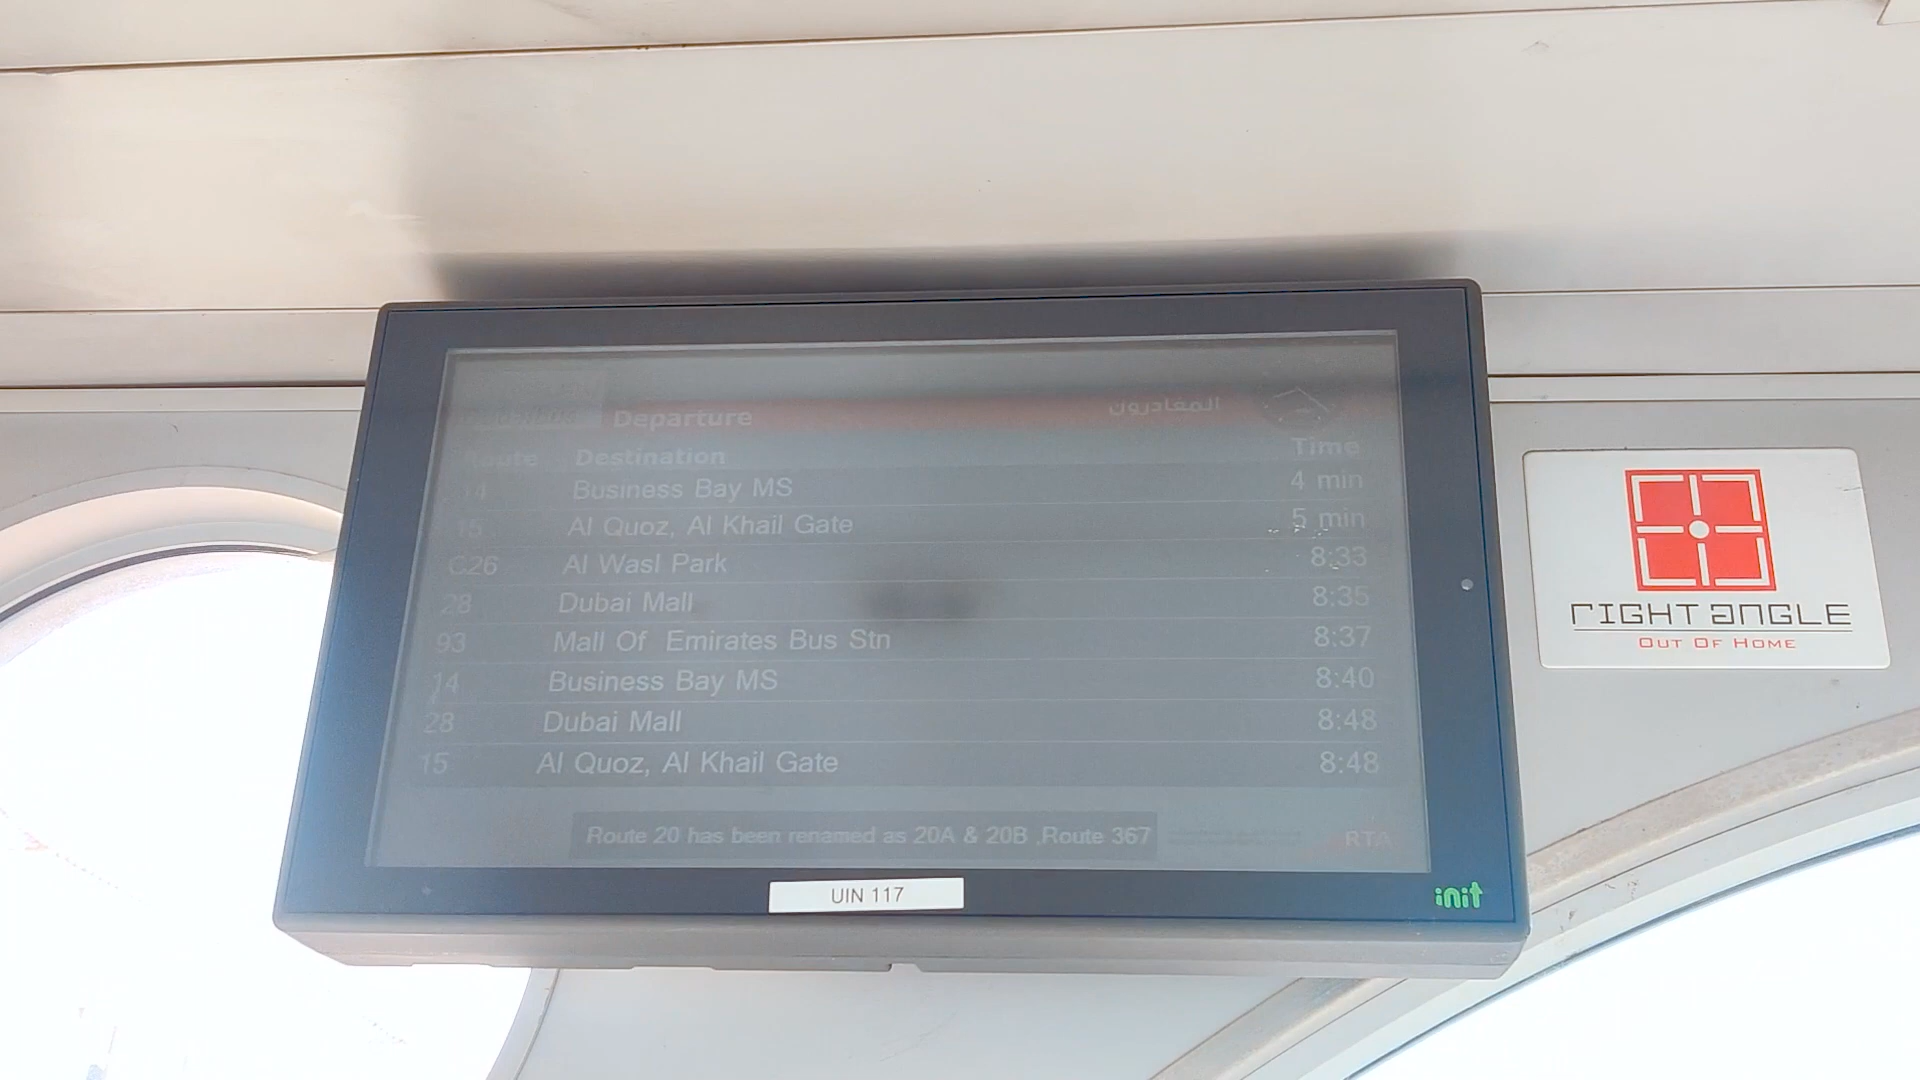 Departure المغادرون
Route Destination Time
14 Business Bay MS 4 min
15 Al Quoz, Al Khail Gate 5 min
C26 Al Wasl Park 8:33
28 Dubai Mall 8:35
93 Mall Of Emirates Bus Stn 8:37
14 Business Bay MS 8:40
28 Dubai Mall 8:48
15 Al Quoz, Al Khail Gate 8:48
Route 20 has been renamed as 20A & 20B ,Route 367
RTA
UIN 117
init
RIGHT ANGLE
OUT OF HOME